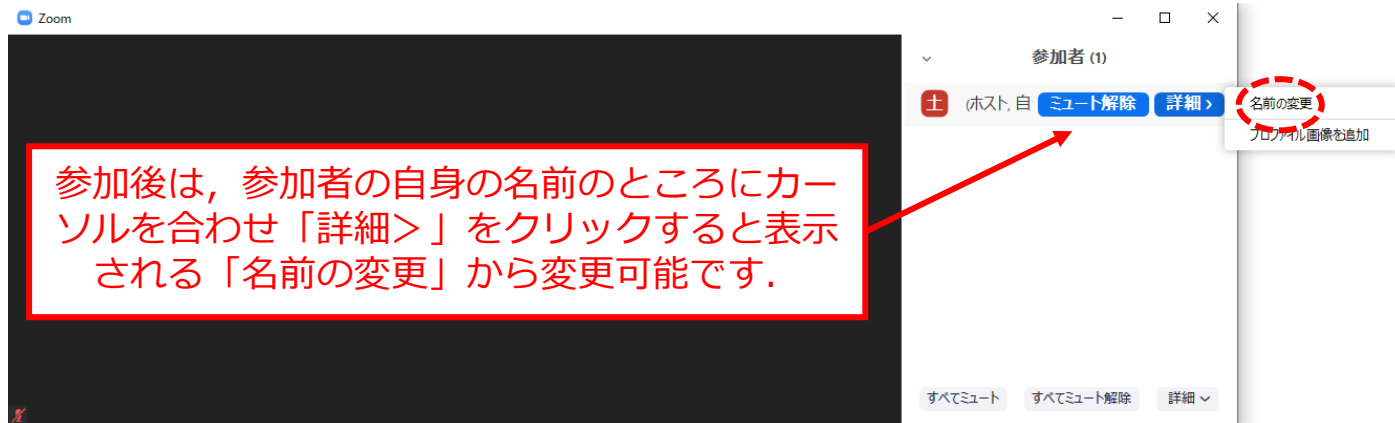 Zoom
参加者 (1)
土 (ホスト, 自 ミュート解除 詳細 >
名前の変更
プロファイル画像を追加
参加後は，参加者の自身の名前のところにカー
ソルを合わせ「詳細＞」をクリックすると表示
される「名前の変更」から変更可能です．
すべてミュート すべてミュート解除 詳細